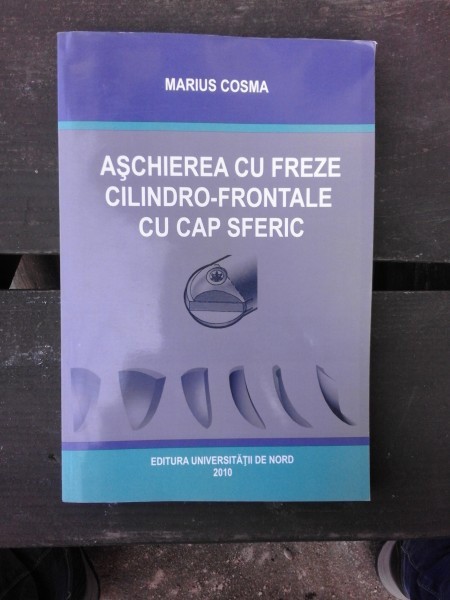 MARIUS COSMA
AŞCHIEREA CU FREZE
CILINDRO-FRONTALE
CU CAP SFERIC
EDITURA UNIVERSITĂŢII DE NORD
2010